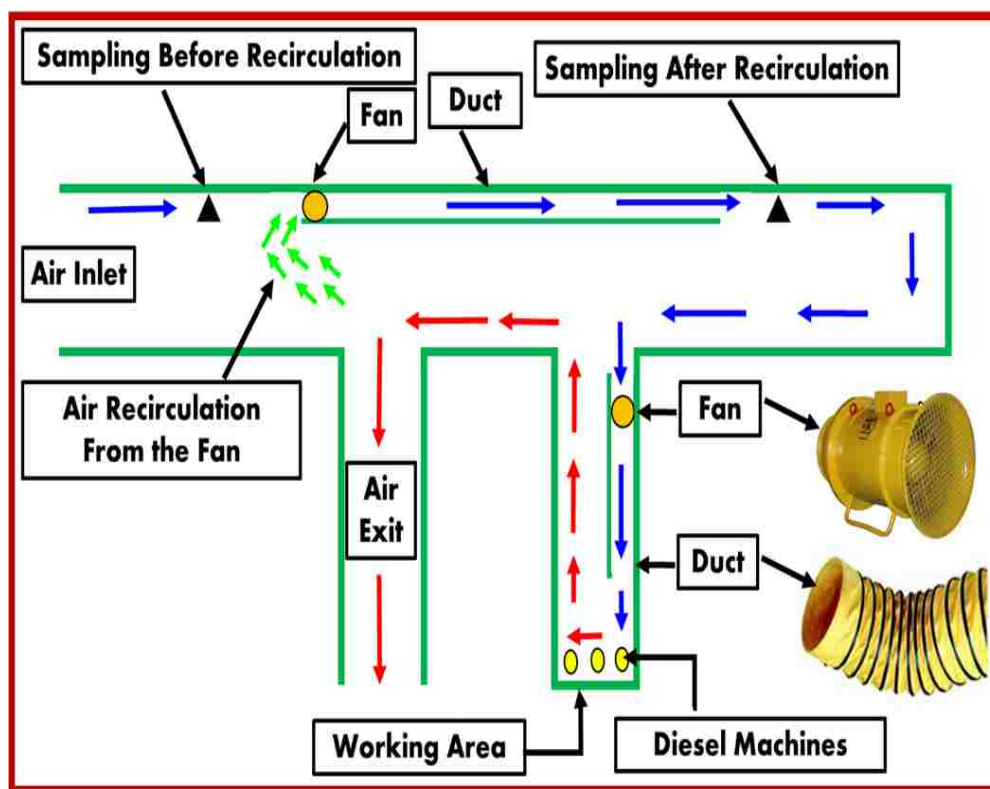 Sampling Before Recirculation
Fan
Duct
Sampling After Recirculation
Air Inlet
Air Recirculation
From the Fan
Air
Exit
Fan
Duct
Working Area
Diesel Machines